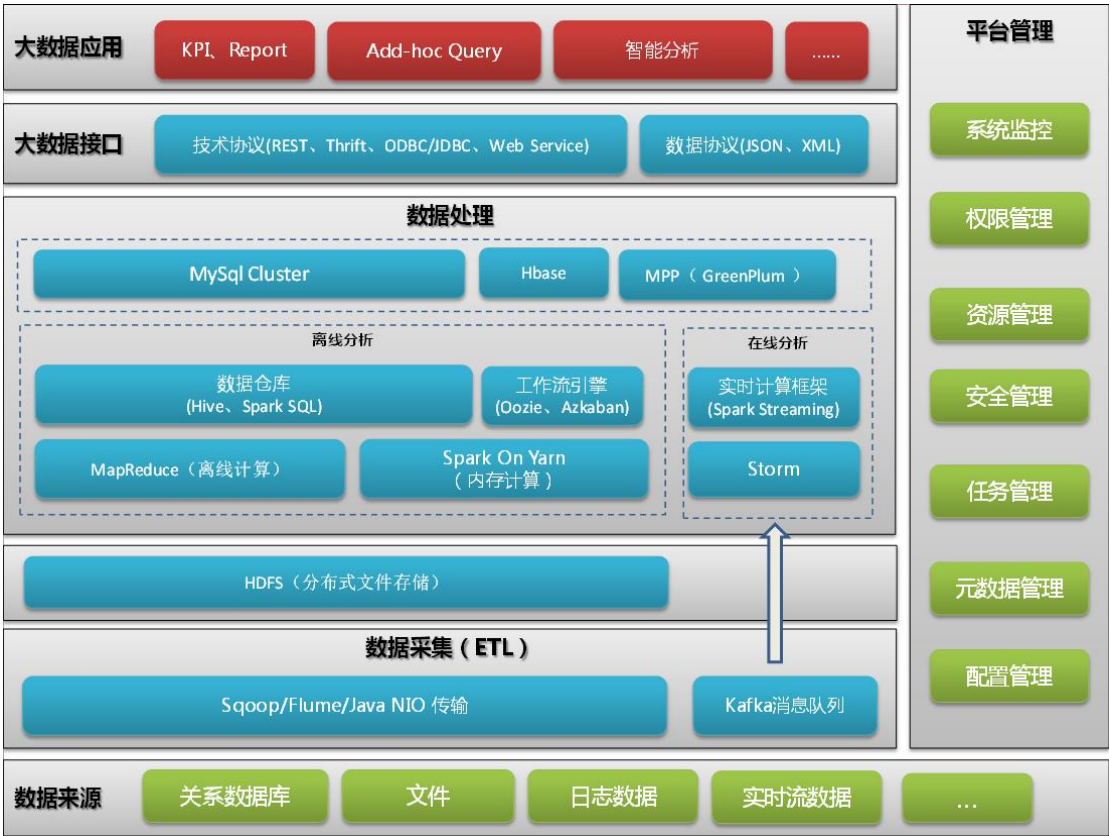 大数据应用
KPI、Report
Add-hoc Query
智能分析
......
大数据接口
技术协议(REST、Thrift、ODBC/JDBC、Web Service)
数据协议(JSON、XML)
数据处理
MySql Cluster
Hbase
MPP（ GreenPlum ）
离线分析
数据仓库
(Hive、Spark SQL)
工作流引擎
(Oozie、Azkaban)
MapReduce（离线计算）
Spark On Yarn
（内存计算）
在线分析
实时计算框架
(Spark Streaming)
Storm
HDFS（分布式文件存储）
数据采集（ETL）
Sqoop/Flume/Java NIO 传输
Kafka消息队列
数据来源
关系数据库
文件
日志数据
实时流数据
...
平台管理
系统监控
权限管理
资源管理
安全管理
任务管理
元数据管理
配置管理